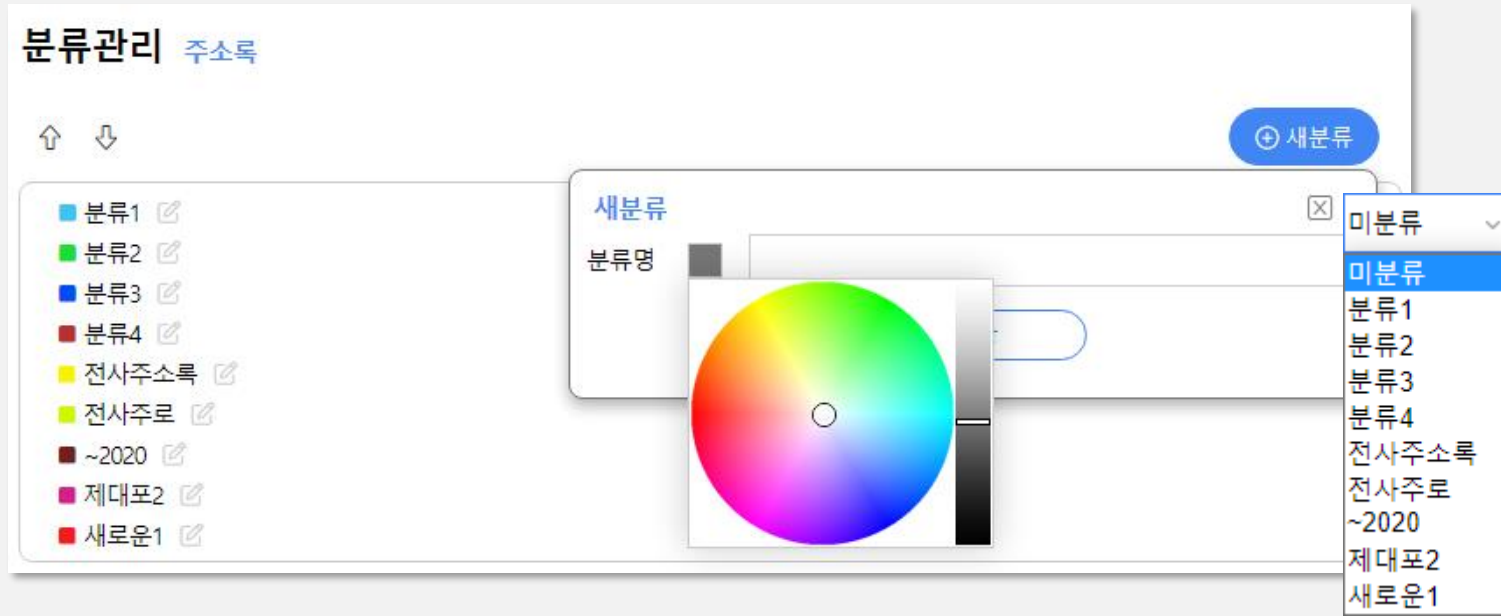 분류관리 주소록
새분류
분류1
분류2
분류3
분류4
전사주소록
전사주로
~2020
제대포2
새로운1
새분류
분류명
미분류
미분류
분류1
분류2
분류3
분류4
전사주소록
전사주로
~2020
제대포2
새로운1